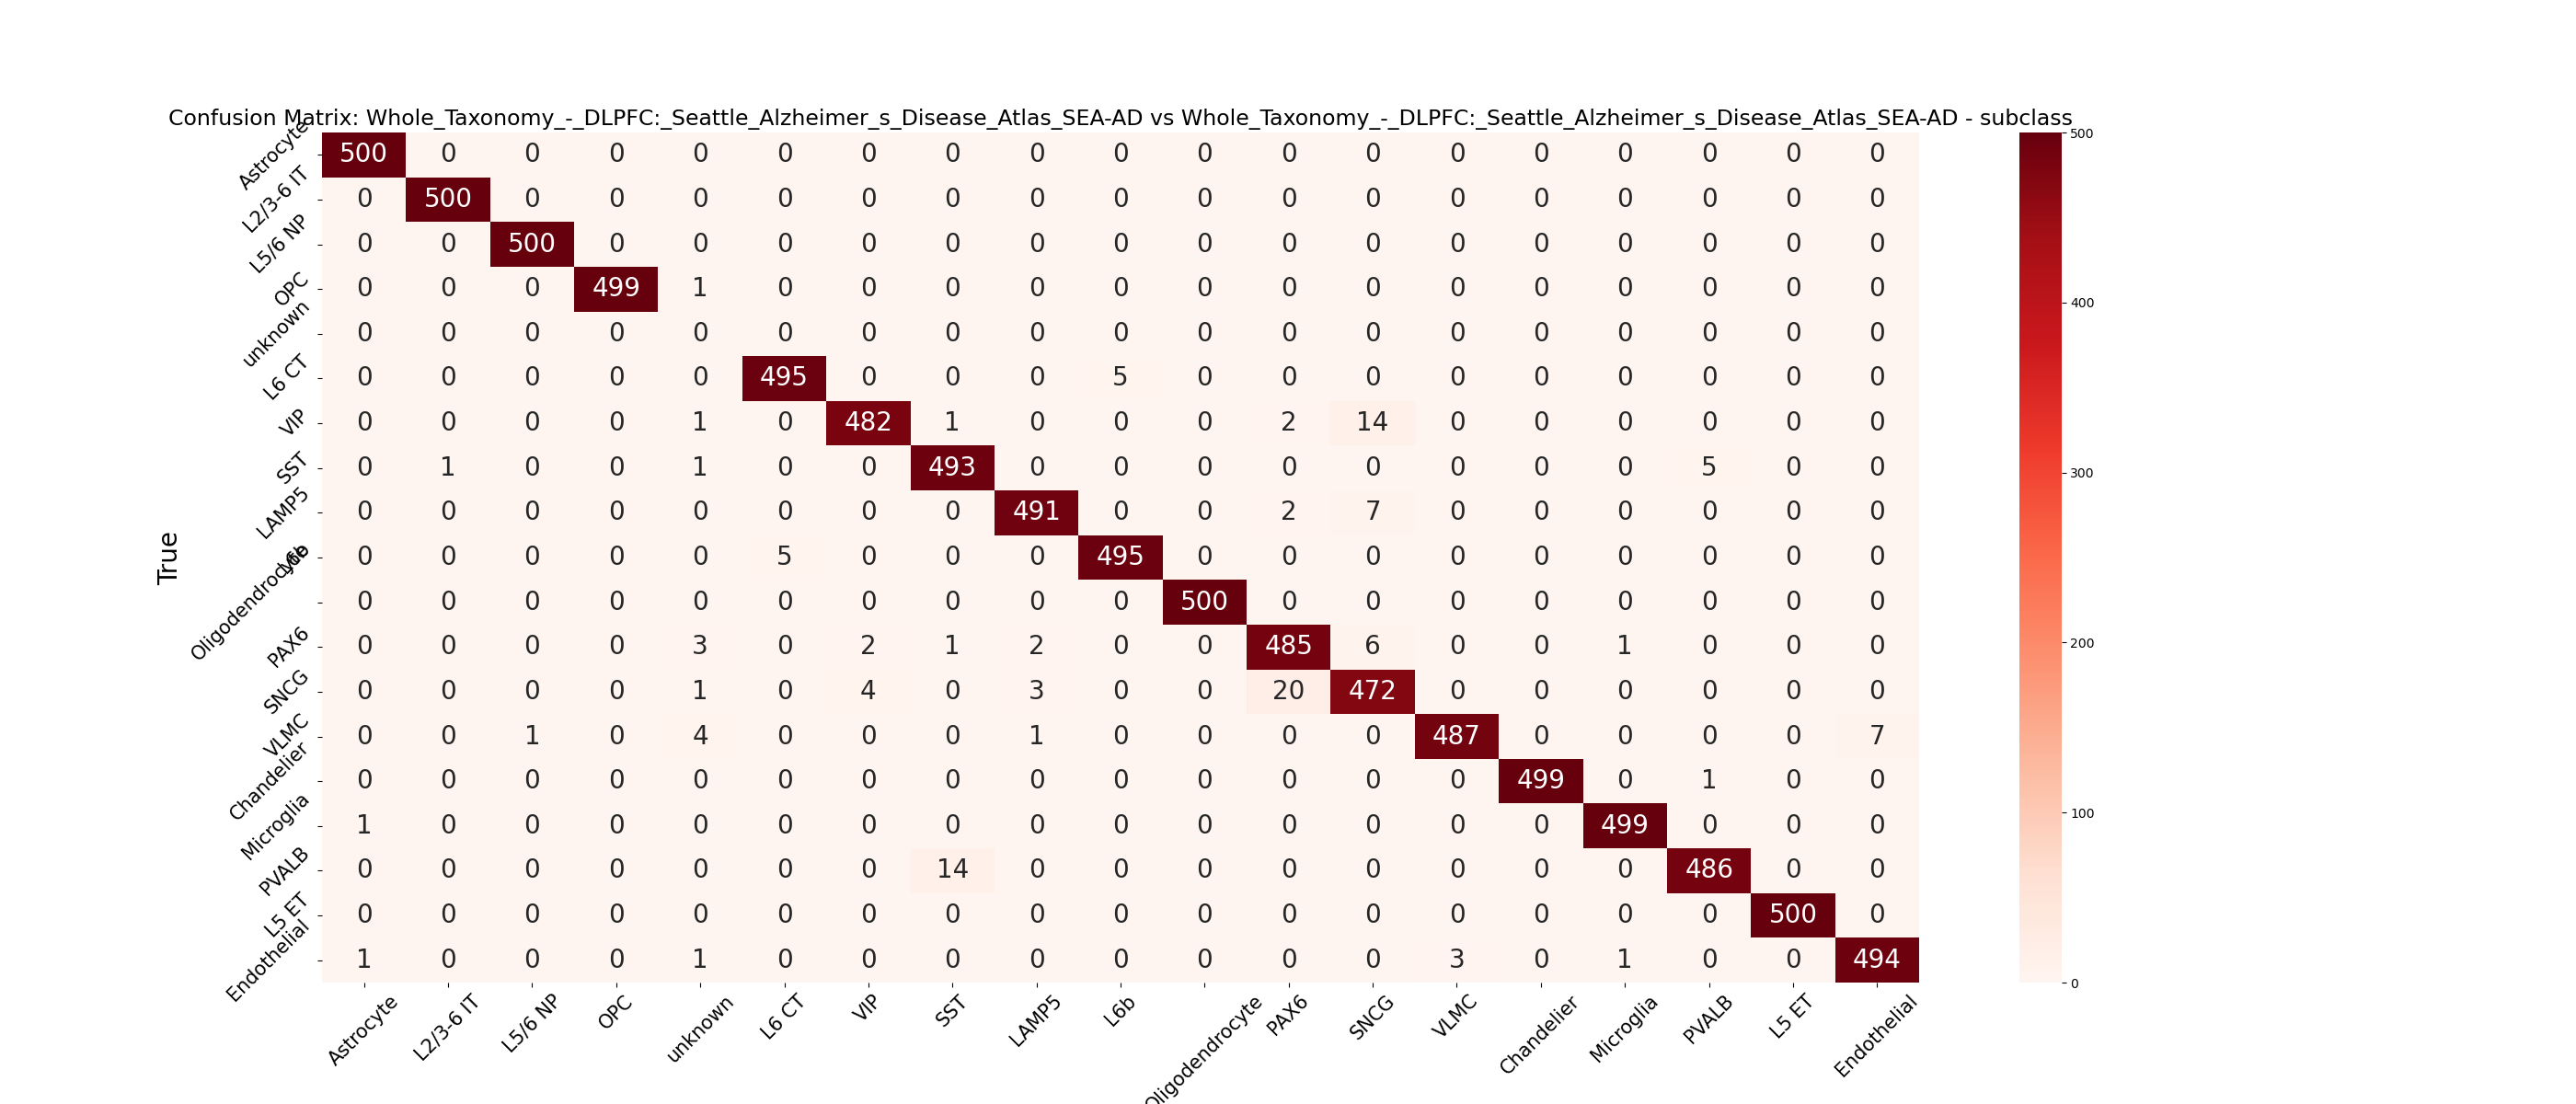 Confusion Matrix: Whole_Taxonomy_-_DLPFC:_Seattle_Alzheimer_s_Disease_Atlas_SEA-AD vs Whole_Taxonomy_-_DLPFC:_Seattle_Alzheimer_s_Disease_Atlas_SEA-AD - subclass
True
Astrocyte 500 0 0 0 0 0 0 0 0 0 0 0 0 0 0 0 0 0 0
L2/3-6 IT 0 500 0 0 0 0 0 0 0 0 0 0 0 0 0 0 0 0 0
L5/6 NP 0 0 500 0 0 0 0 0 0 0 0 0 0 0 0 0 0 0 0
OPC 0 0 0 499 1 0 0 0 0 0 0 0 0 0 0 0 0 0 0
unknown 0 0 0 0 0 0 0 0 0 0 0 0 0 0 0 0 0 0 0
L6 CT 0 0 0 0 0 495 0 0 0 5 0 0 0 0 0 0 0 0 0
VIP 0 0 0 0 1 0 482 1 0 0 0 2 14 0 0 0 0 0 0
SST 0 1 0 0 1 0 0 493 0 0 0 0 0 0 0 0 5 0 0
LAMP5 0 0 0 0 0 0 0 0 491 0 0 2 7 0 0 0 0 0 0
L6b 0 0 0 0 0 5 0 0 0 495 0 0 0 0 0 0 0 0 0
Oligodendrocyte 0 0 0 0 0 0 0 0 0 0 500 0 0 0 0 0 0 0 0
PAX6 0 0 0 0 3 0 2 1 2 0 0 485 6 0 0 1 0 0 0
SNCG 0 0 0 0 1 0 4 0 3 0 0 20 472 0 0 0 0 0 0
VLMC 0 0 1 0 4 0 0 0 1 0 0 0 0 487 0 0 0 0 7
Chandelier 0 0 0 0 0 0 0 0 0 0 0 0 0 0 499 0 1 0 0
Microglia 1 0 0 0 0 0 0 0 0 0 0 0 0 0 0 499 0 0 0
PVALB 0 0 0 0 0 0 0 14 0 0 0 0 0 0 0 0 486 0 0
L5 ET 0 0 0 0 0 0 0 0 0 0 0 0 0 0 0 0 0 500 0
Endothelial 1 0 0 0 1 0 0 0 0 0 0 0 0 3 0 1 0 0 494
Astrocyte L2/3-6 IT L5/6 NP OPC unknown L6 CT VIP SST LAMP5 L6b Oligodendrocyte PAX6 SNCG VLMC Chandelier Microglia PVALB L5 ET Endothelial
500
400
300
200
100
0